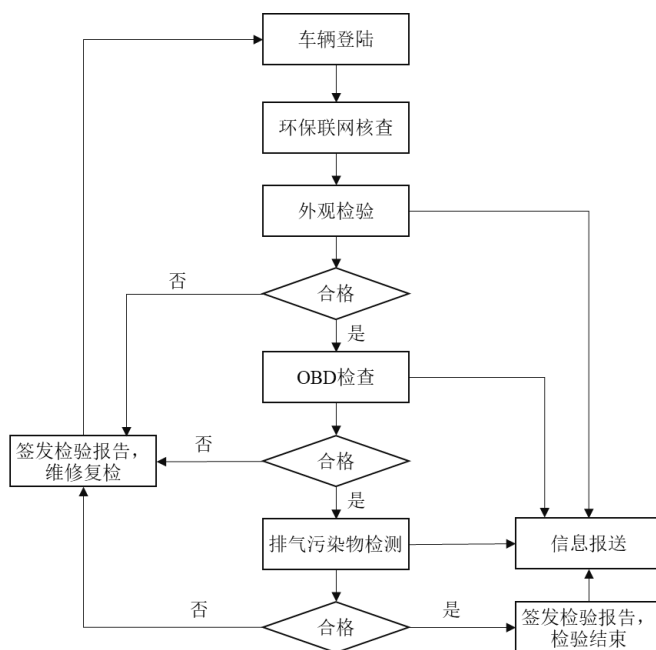 车辆登陆
环保联网核查
外观检验
否
合格
是
OBD检查
签发检验报告,
维修复检
否
合格
是
排气污染物检测
信息报送
否
合格
是
签发检验报告,
检验结束